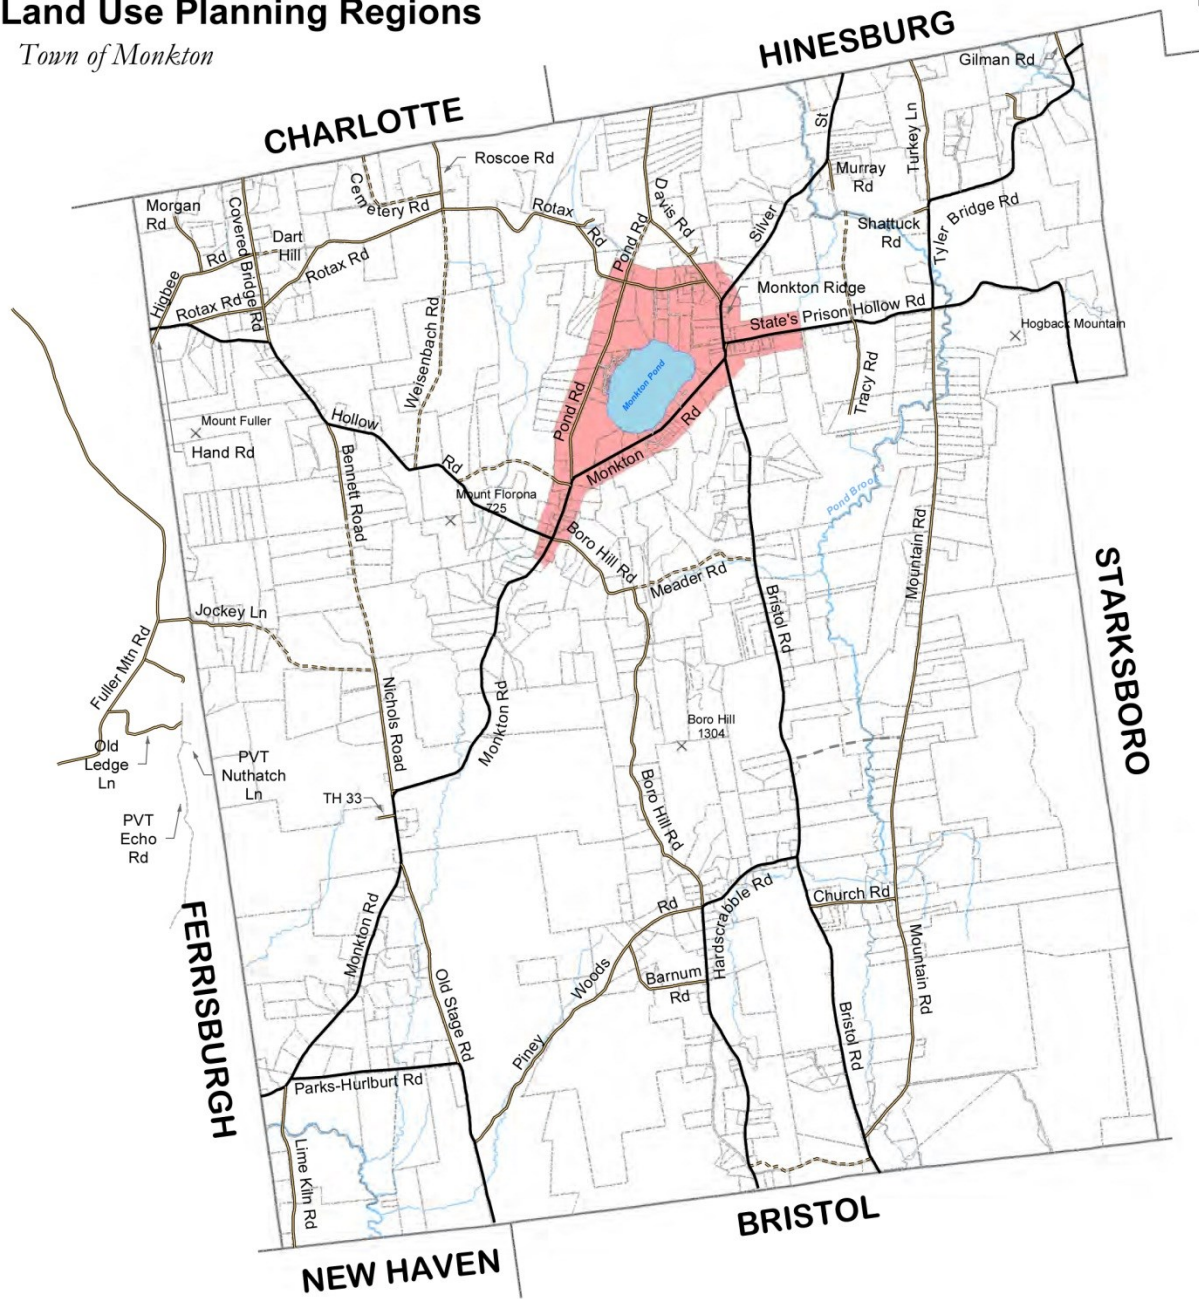 Land Use Planning Regions
Town of Monkton
HINESBURG
Gilman Rd
CHARLOTTE
Roscoe Rd
St
Turkey Ln
Murray
Rd
Cemetery Rd
Morgan
Rd
Covered Bridge Rd
Dart
Hill
Rotax
Rd
Davis Rd
Pond Rd
Silver
Shattuck
Rd
Tyler Bridge Rd
Higbee
Rd
Rotax Rd
Rotax Rd
Monkton Ridge
State's Prison Hollow Rd
Hogback Mountain
Weisenbach Rd
Monkton Pond
Pond Rd
Tracy Rd
Mount Fuller
Hand Rd
Hollow
Rd
Monkton
Rd
Bennett Road
Mount Florona
725
Pond Brook
Boro Hill Rd
Meader Rd
Mountain Rd
STARKSBORO
Jockey Ln
Bristol Rd
Fuller Mtn Rd
Nichols Road
Monkton Rd
Boro Hill
1304
Old
Ledge
Ln
PVT
Nuthatch
Ln
TH 33
PVT
Echo
Rd
Boro Hill Rd
Church Rd
Hardscrabble Rd
FERRISBURGH
Monkton Rd
Rd
Woods
Piney
Barnum
Rd
Mountain Rd
Old Stage Rd
Bristol Rd
Parks-Hurlburt Rd
Lime Kiln Rd
BRISTOL
NEW HAVEN